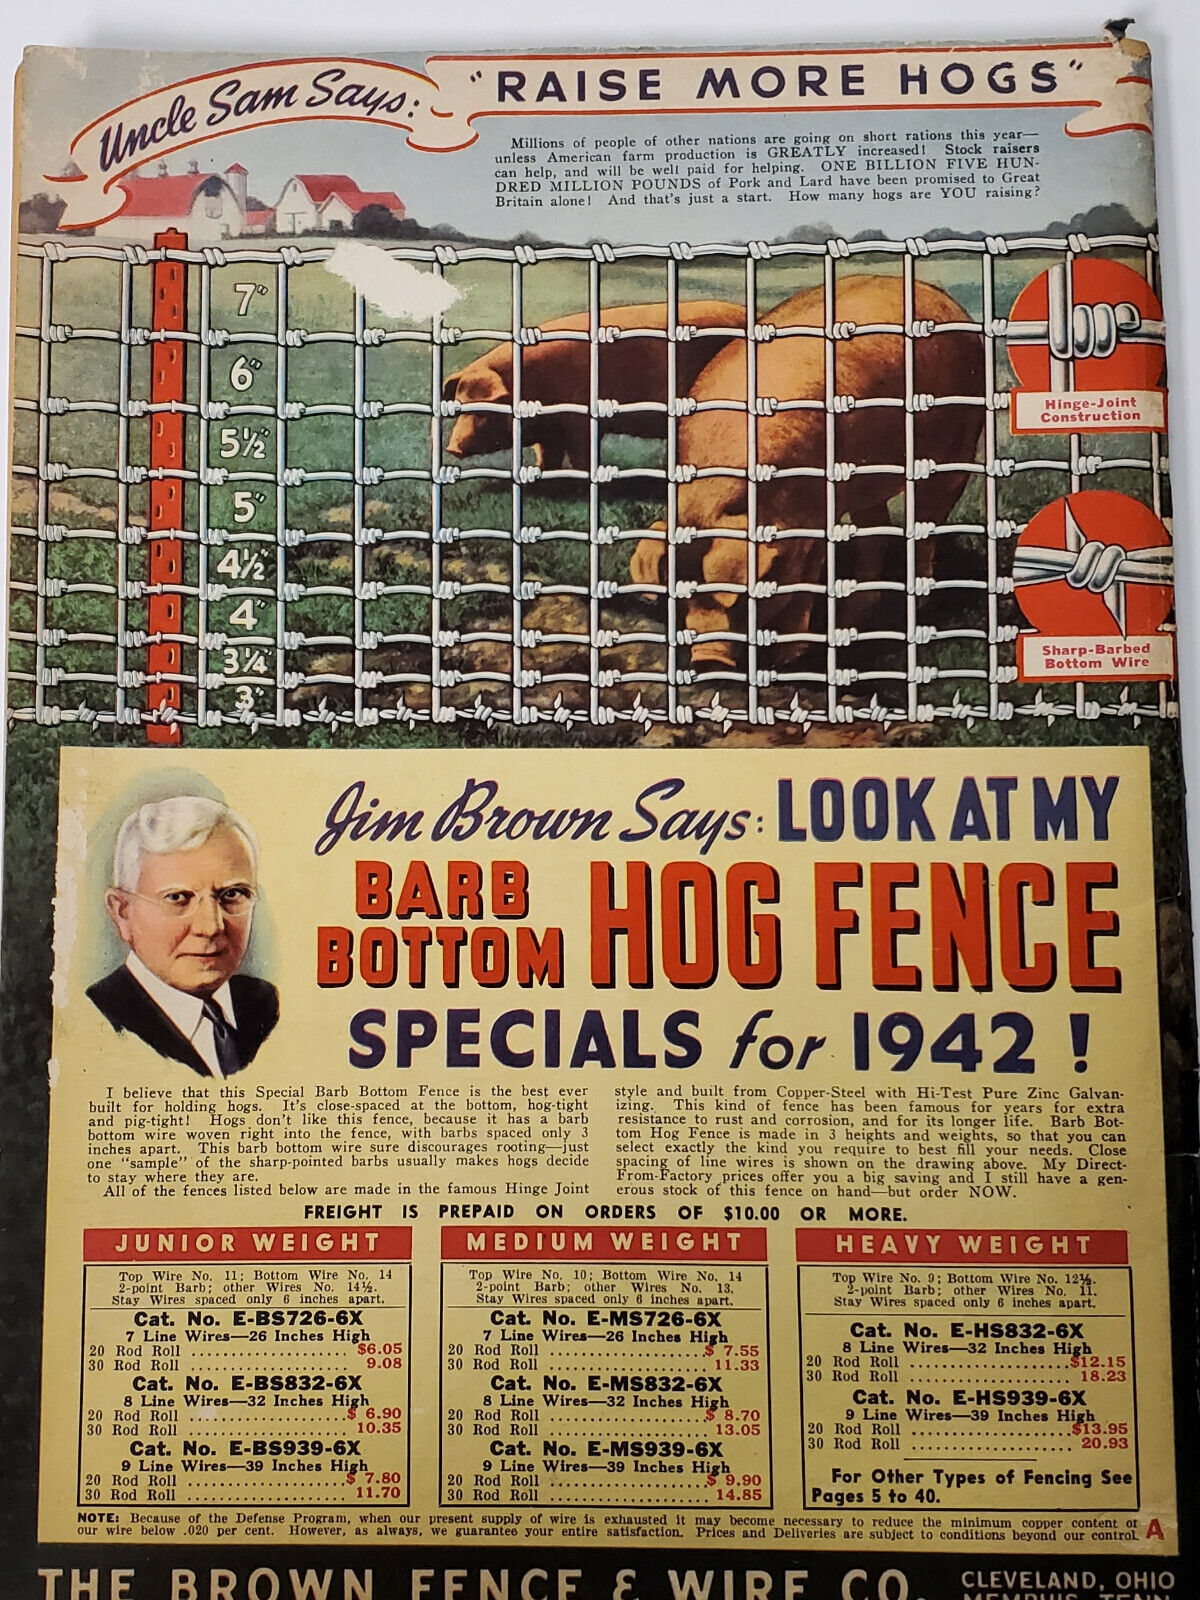 Uncle Sam Says:
"RAISE MORE HOGS"
Millions of people of other nations are going on short rations this year—
unless American farm production is GREATLY increased! Stock raisers
can help, and will be well paid for helping. ONE BILLION FIVE HUN-
DRED MILLION POUNDS of Pork and Lard have been promised to Great
Britain alone! And that's just a start. How many hogs are YOU raising?
7"
6"
5½"
5"
4½"
4"
3¼"
3"
Hinge-Joint
Construction
Sharp-Barbed
Bottom Wire
Jim Brown Says: LOOK AT MY
BARB
BOTTOM
HOG FENCE
SPECIALS for 1942!
I believe that this Special Barb Bottom Fence is the best ever
built for holding hogs. It's close-spaced at the bottom, hog-tight
and pig-tight! Hogs don't like this fence, because it has a barb
bottom wire woven right into the fence, with barbs spaced only 3
inches apart. This barb bottom wire sure discourages rooting—just
one "sample" of the sharp-pointed barbs usually makes hogs decide
to stay where they are.
All of the fences listed below are made in the famous Hinge Joint
style and built from Copper-Steel with Hi-Test Pure Zinc Galvan-
izing. This kind of fence has been famous for years for extra
resistance to rust and corrosion, and for its longer life. Barb Bot-
tom Hog Fence is made in 3 heights and weights, so that you can
select exactly the kind you require to best fill your needs. Close
spacing of line wires is shown on the drawing above. My Direct-
From-Factory prices offer you a big saving and I still have a gen-
erous stock of this fence on hand—but order NOW.
FREIGHT IS PREPAID ON ORDERS OF $10.00 OR MORE.
JUNIOR WEIGHT
Top Wire No. 11; Bottom Wire No. 14
2-point Barb; other Wires No. 14½.
Stay Wires spaced only 6 inches apart.
Cat. No. E-BS726-6X
7 Line Wires—26 Inches High
20 Rod Roll .................... $6.05
30 Rod Roll .................... 9.08
Cat. No. E-BS832-6X
8 Line Wires—32 Inches High
20 Rod Roll .................... $ 6.90
30 Rod Roll .................... 10.35
Cat. No. E-BS939-6X
9 Line Wires—39 Inches High
20 Rod Roll .................... $ 7.80
30 Rod Roll .................... 11.70
MEDIUM WEIGHT
Top Wire No. 10; Bottom Wire No. 14
2-point Barb; other Wires No. 13.
Stay Wires spaced only 6 inches apart.
Cat. No. E-MS726-6X
7 Line Wires—26 Inches High
20 Rod Roll .................... $ 7.55
30 Rod Roll .................... 11.33
Cat. No. E-MS832-6X
8 Line Wires—32 Inches High
20 Rod Roll .................... $ 8.70
30 Rod Roll .................... 13.05
Cat. No. E-MS939-6X
9 Line Wires—39 Inches High
20 Rod Roll .................... $ 9.90
30 Rod Roll .................... 14.85
HEAVY WEIGHT
Top Wire No. 9; Bottom Wire No. 12½.
2-point Barb; other Wires No. 11.
Stay Wires spaced only 6 inches apart.
Cat. No. E-HS832-6X
8 Line Wires—32 Inches High
20 Rod Roll .................... $12.15
30 Rod Roll .................... 18.23
Cat. No. E-HS939-6X
9 Line Wires—39 Inches High
20 Rod Roll .................... $13.95
30 Rod Roll .................... 20.93
For Other Types of Fencing See
Pages 5 to 40.
NOTE: Because of the Defense Program, when our present supply of wire is exhausted it may become necessary to reduce the minimum copper content of
our wire below .020 per cent. However, as always, we guarantee your entire satisfaction. Prices and Deliveries are subject to conditions beyond our control. A
THE BROWN FENCE & WIRE CO.
CLEVELAND, OHIO
MEMPHIS, TENN.